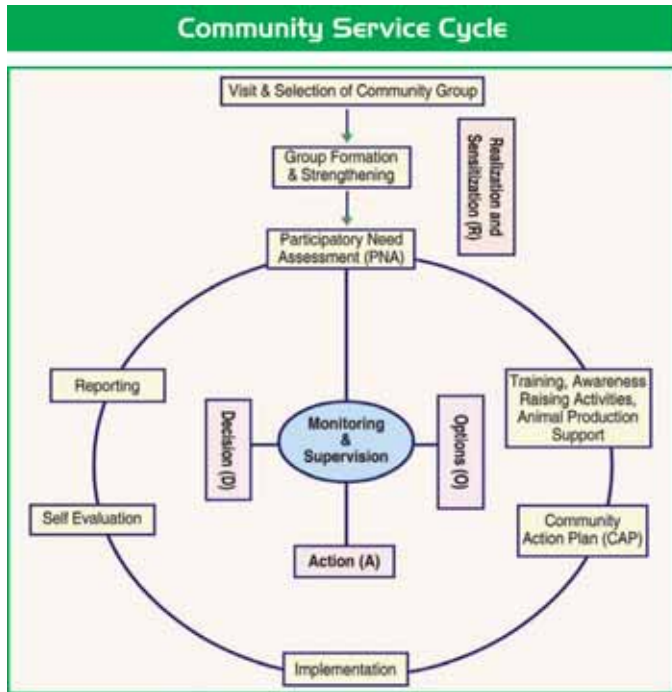 Community Service Cycle
Visit & Selection of Community Group
Group Formation
& Strengthening
Realization and
Sensitization (R)
Participatory Need
Assessment (PNA)
Reporting
Training, Awareness
Raising Activities,
Animal Production
Support
Decision (D)
Monitoring
&
Supervision
Options (O)
Self Evaluation
Community
Action Plan (CAP)
Action (A)
Implementation